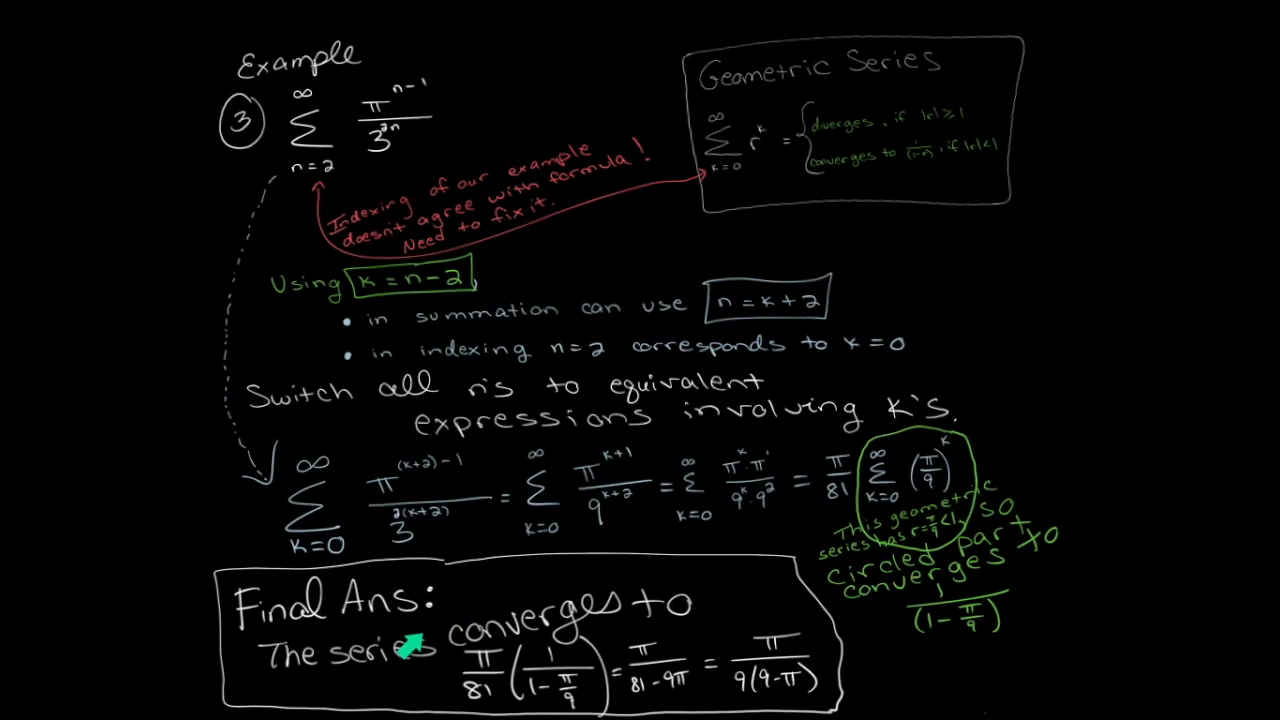 Example
③ ∞ ∑ n=2 π^(n-1) / 3^(2n)
Geometric Series
∞ ∑ k=0 r^k = { diverges, if |r| ≥ 1
converges to 1/(1-r), if |r|<1
Indexing of our example
doesn't agree with formula!
Need to fix it.
Using k = n-2,
• in summation can use n = k+2
• in indexing n=2 corresponds to k=0
Switch all n's to equivalent
expressions involving k's.
∞ ∑ k=0 π^((k+2)-1) / 3^(2(k+2)) = ∞ ∑ k=0 π^(k+1) / 9^(k+2) = ∞ ∑ k=0 π^k · π^1 / 9^k · 9^2 = π/81 ∞ ∑ k=0 (π/9)^k
This geometric
series has r = π/9 <1, so
circled part
converges to
1/(1 - π/9)
Final Ans:
The series converges to
π/81 (1/(1 - π/9)) = π/(81-9π) = π/(9(9-π))